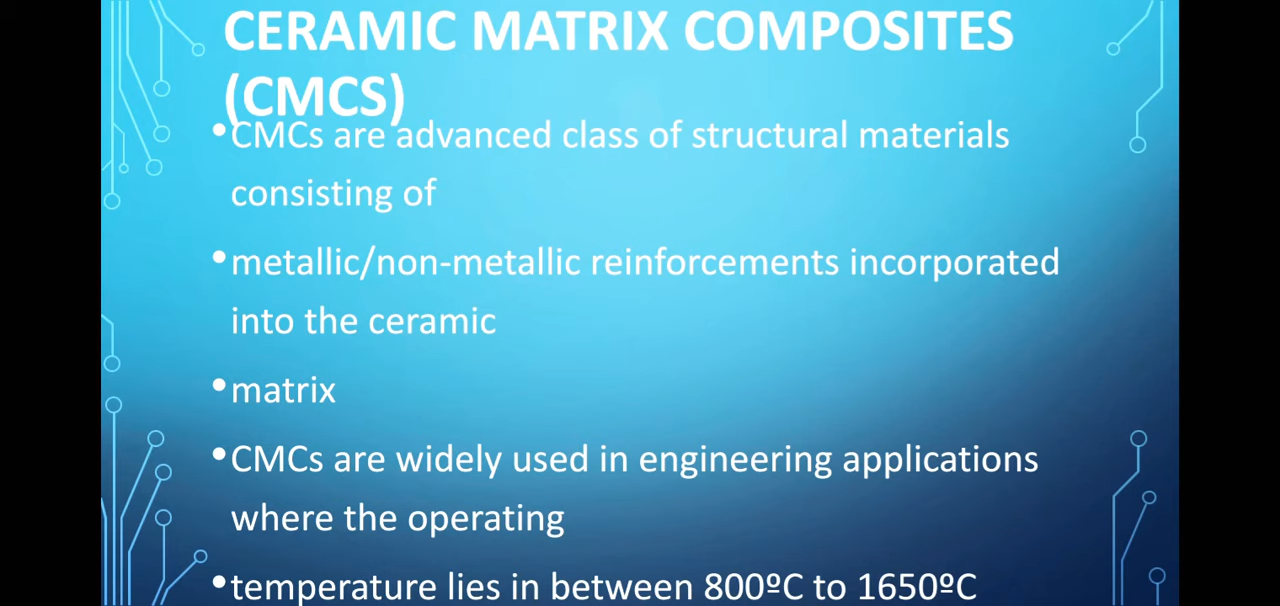 CERAMIC MATRIX COMPOSITES
(CMCS)
•CMCs are advanced class of structural materials
consisting of
•metallic/non-metallic reinforcements incorporated
into the ceramic
•matrix
•CMCs are widely used in engineering applications
where the operating
•temperature lies in between 800ºC to 1650ºC